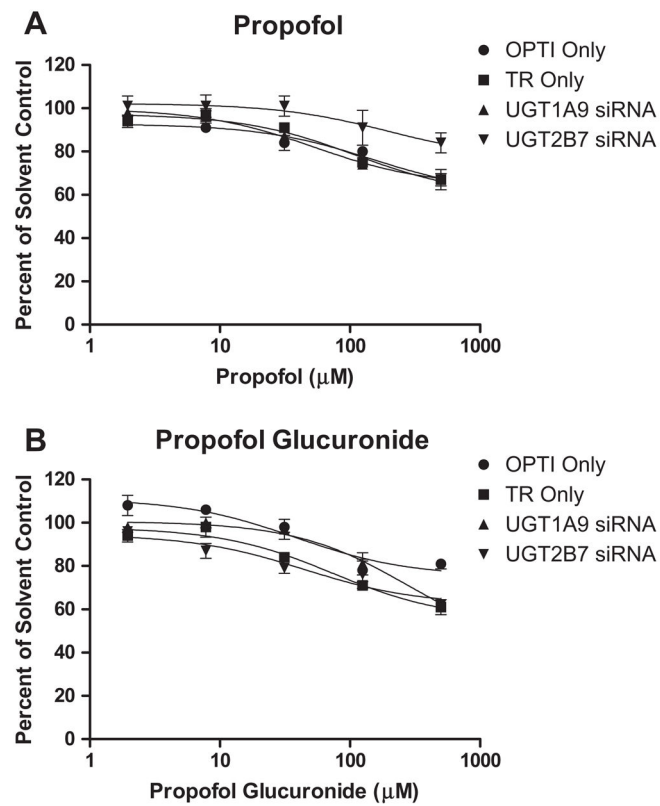 A
Propofol
Percent of Solvent Control
120
100
80
60
40
20
0
1
10
100
1000
Propofol (μM)
OPTI Only
TR Only
UGT1A9 siRNA
UGT2B7 siRNA
B
Propofol Glucuronide
Percent of Solvent Control
120
100
80
60
40
20
0
1
10
100
1000
Propofol Glucuronide (μM)
OPTI Only
TR Only
UGT1A9 siRNA
UGT2B7 siRNA